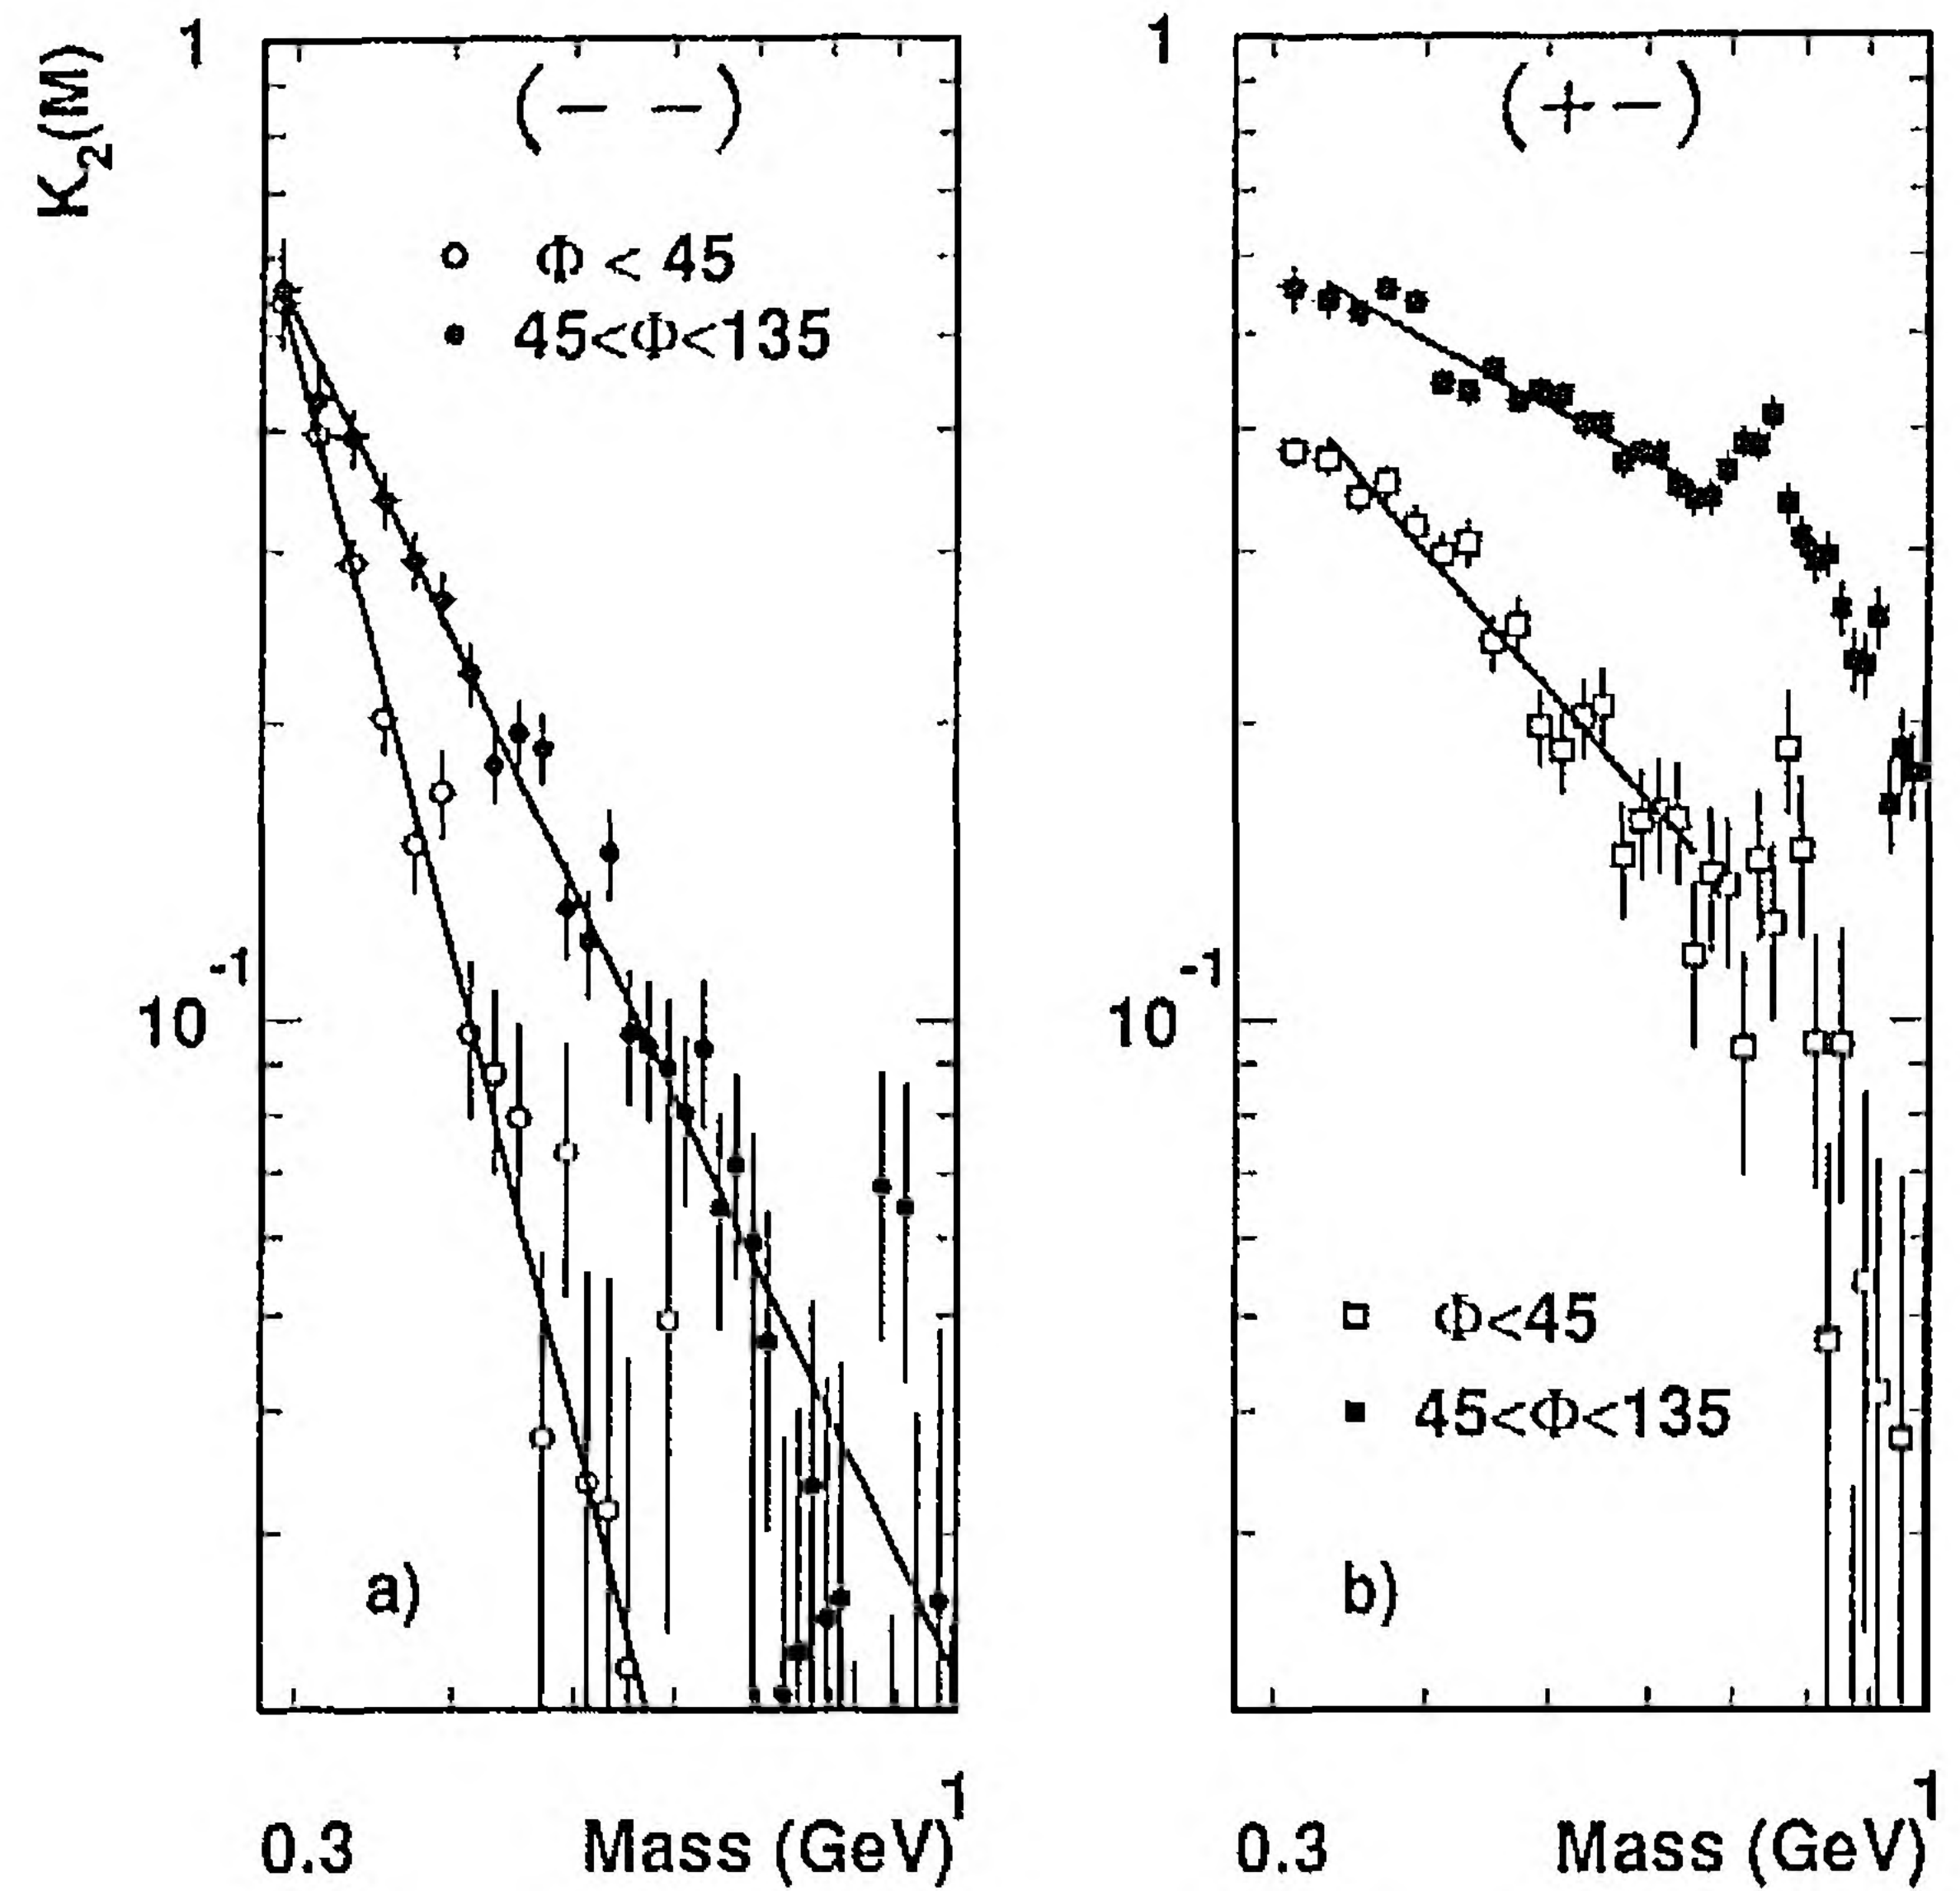 K₂(M)
1
(− −)
Φ < 45
45<Φ<135
10⁻¹
a)
0.3
Mass (GeV)
1
1
(+ −)
10⁻¹
Φ<45
45<Φ<135
b)
0.3
Mass (GeV)
1